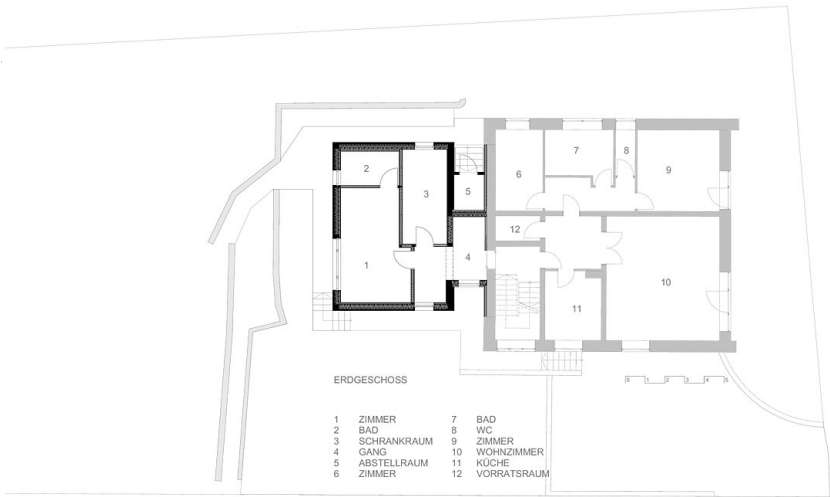 7
8
2
6
9
3
5
12
4
1
10
11
ERDGESCHOSS
0 1 2 3 4 5
1 ZIMMER 7 BAD
2 BAD 8 WC
3 SCHRANKRAUM 9 ZIMMER
4 GANG 10 WOHNZIMMER
5 ABSTELLRAUM 11 KÜCHE
6 ZIMMER 12 VORRATSRAUM